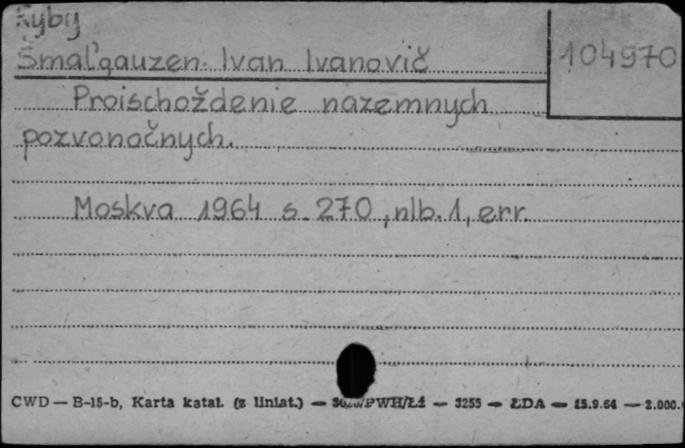 Ryby
Šmal'gauzen Ivan Ivanovič
104970
Proischoždenie nazemnych
pozvonočnych.
Moskva 1964 s. 270, nlb. 1, err.
CWD — B-15-b, Karta katal. (z liniat.) — /PWH/Łż — 3255 — ŁDA — 15.9.64 — 2.000.